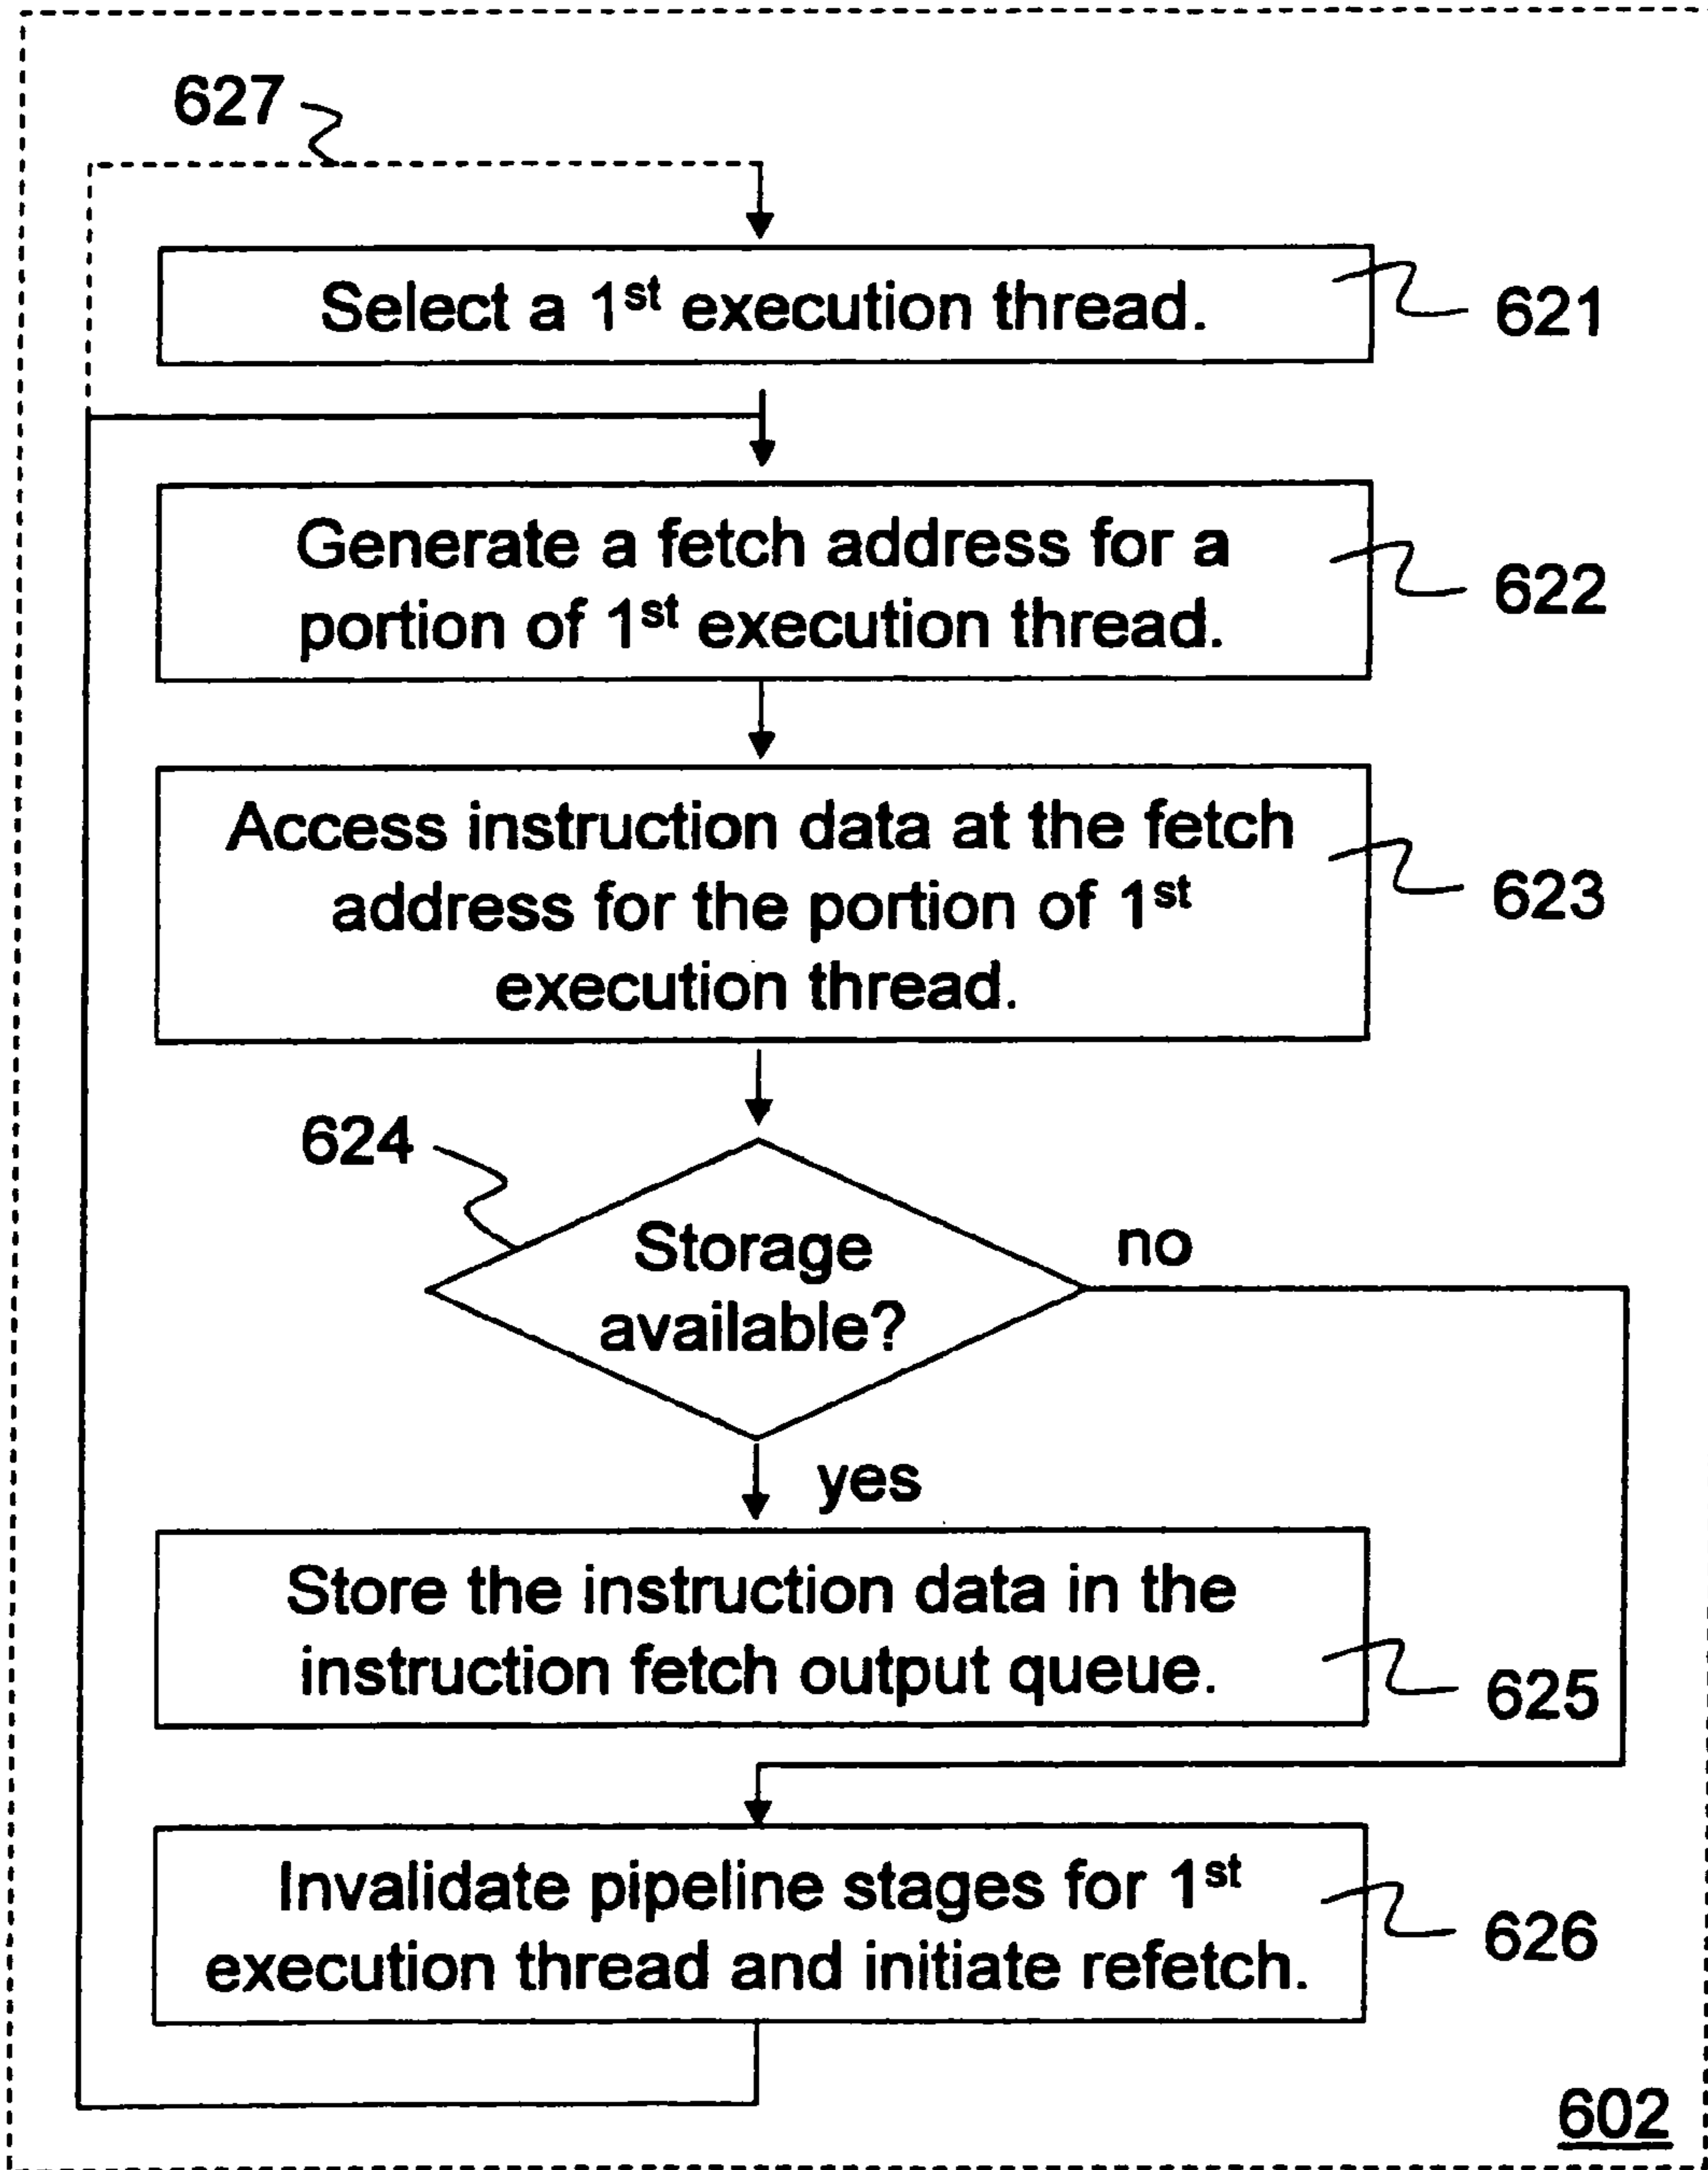 627
Select a 1st execution thread.
621
Generate a fetch address for a
portion of 1st execution thread.
622
Access instruction data at the fetch
address for the portion of 1st
execution thread.
623
624
Storage
available?
no
yes
Store the instruction data in the
instruction fetch output queue.
625
Invalidate pipeline stages for 1st
execution thread and initiate refetch.
626
602